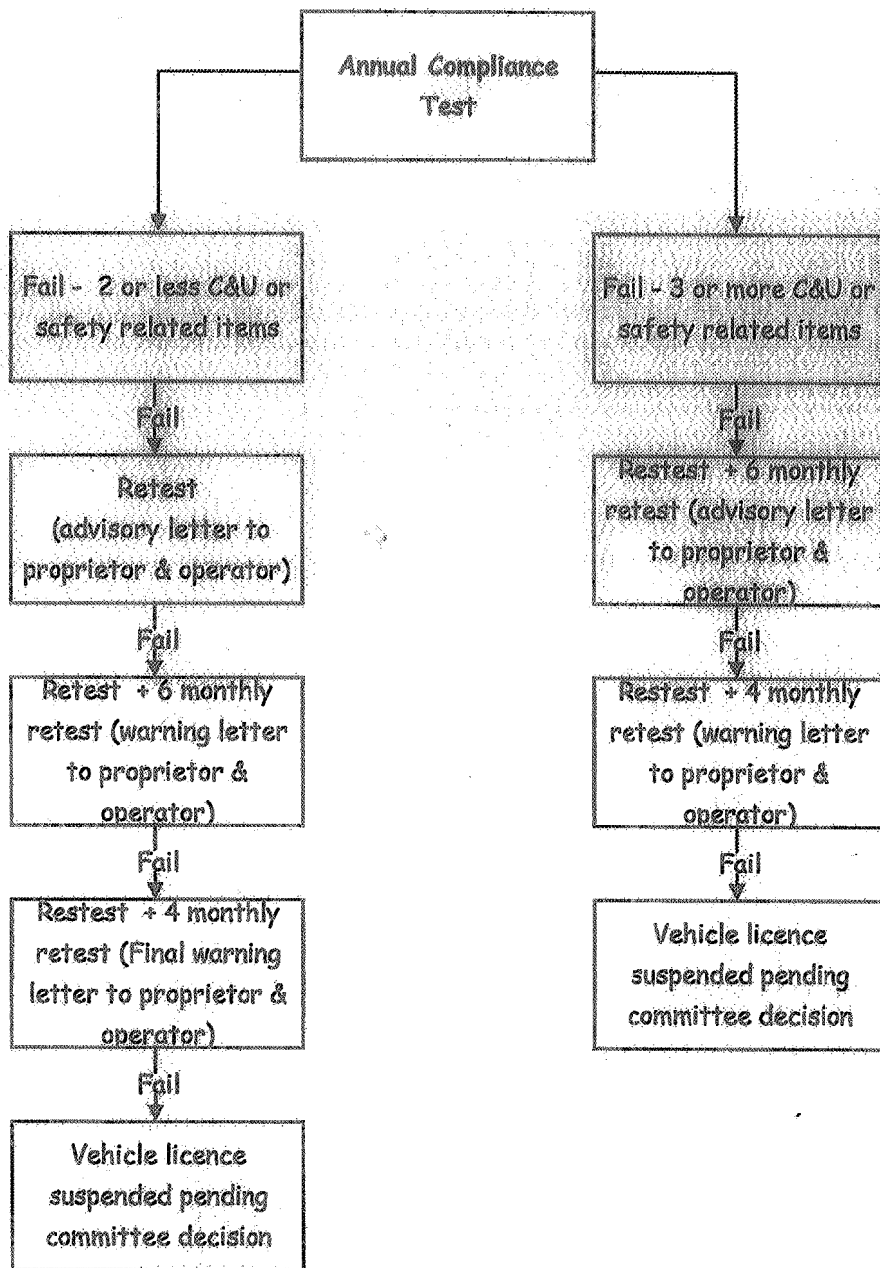 Annual Compliance
Test
Fail - 2 or less C&U or
safety related items
Fail
Retest
(advisory letter to
proprietor & operator)
Fail
Retest + 6 monthly
retest (warning letter
to proprietor &
operator)
Fail
Restest + 4 monthly
retest (Final warning
letter to proprietor &
operator)
Fail
Vehicle licence
suspended pending
committee decision
Fail - 3 or more C&U or
safety related items
Fail
Restest + 6 monthly
retest (advisory letter
to proprietor &
operator)
Fail
Restest + 4 monthly
retest (warning letter
to proprietor &
operator)
Fail
Vehicle licence
suspended pending
committee decision